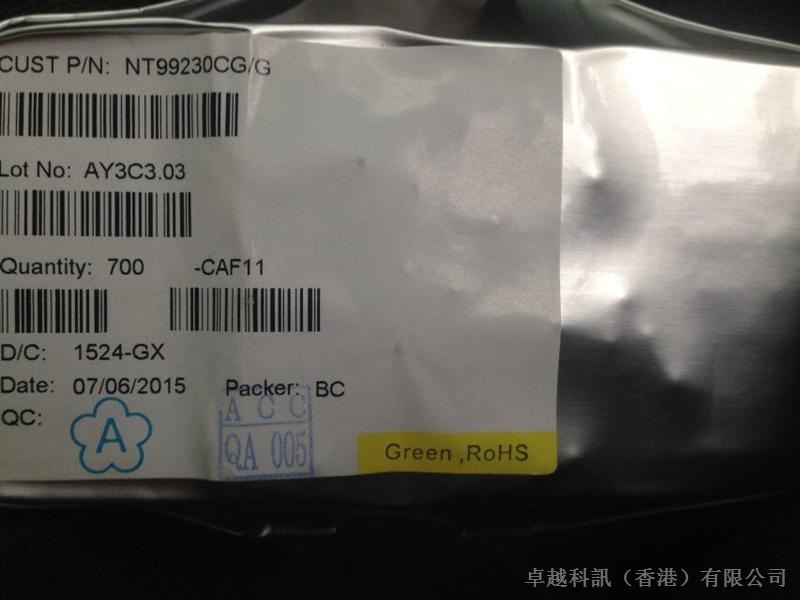 CUST P/N: NT99230CG/G
Lot No: AY3C3.03
Quantity: 700 -CAF11
D/C: 1524-GX
Date: 07/06/2015 Packer: BC
QC: A
ACC
QA 005
Green ,RoHS
卓越科訊（香港）有限公司